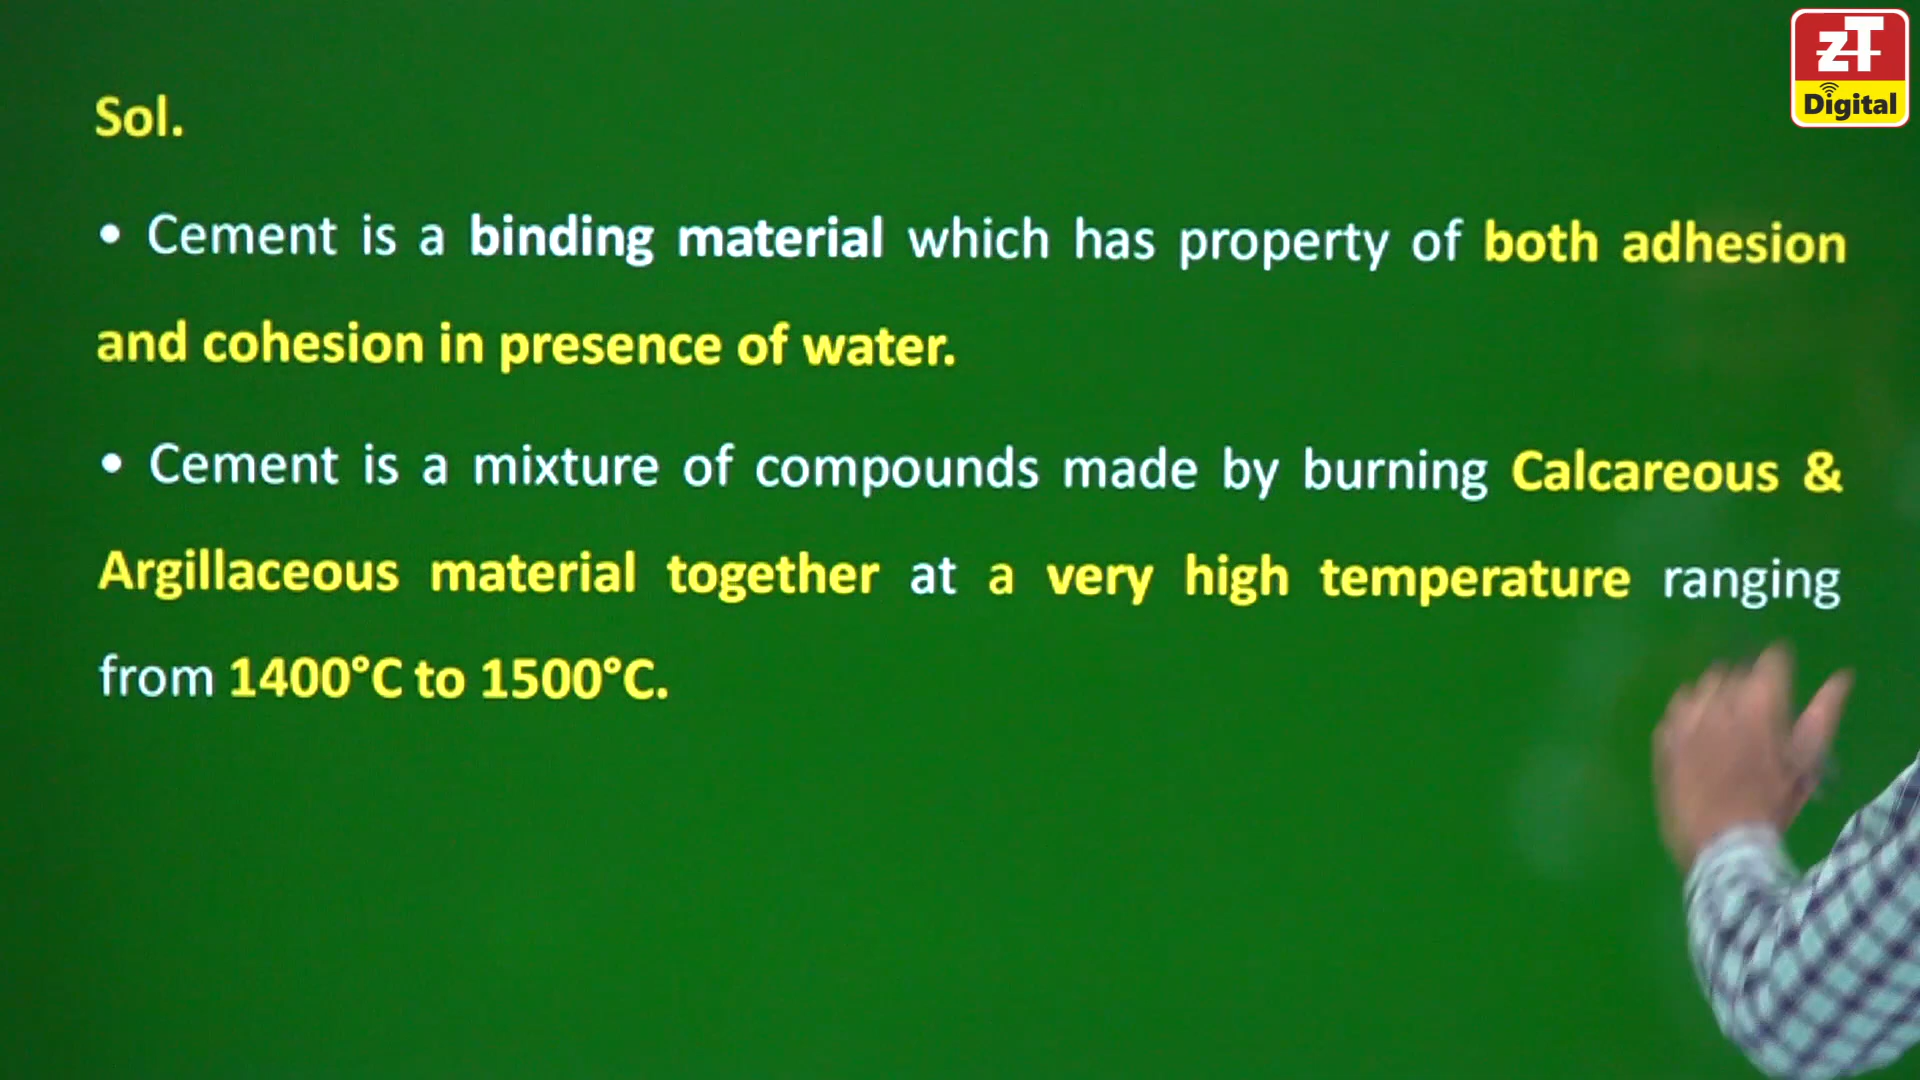 zT
Digital
Sol.
• Cement is a binding material which has property of both adhesion
and cohesion in presence of water.
• Cement is a mixture of compounds made by burning Calcareous &
Argillaceous material together at a very high temperature ranging
from 1400°C to 1500°C.